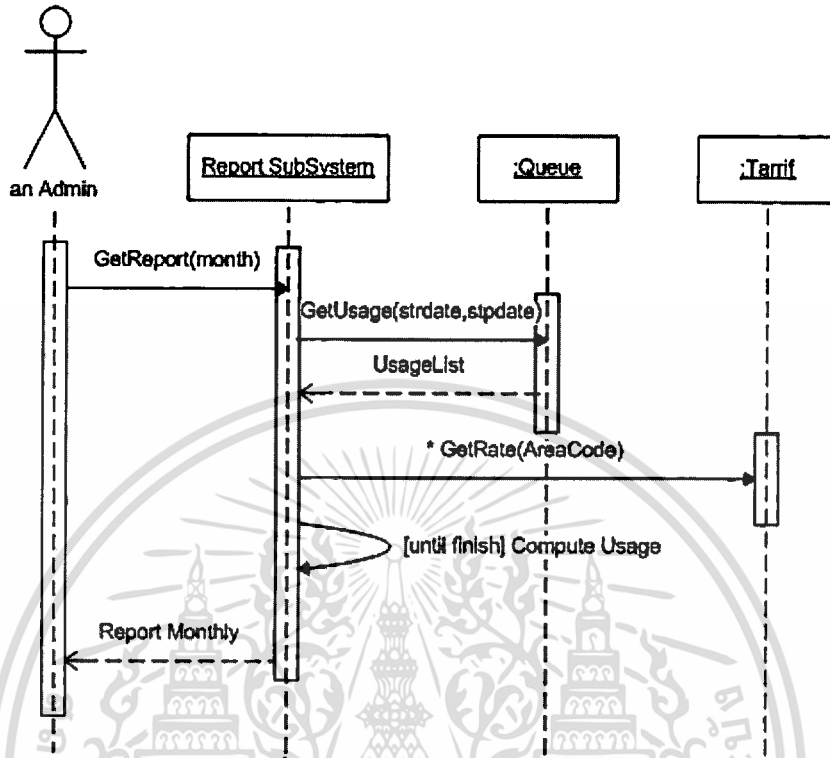 an Admin
Report SubSystem
:Queue
:Tarrif
GetReport(month)
GetUsage(strdate,stpdate)
UsageList
* GetRate(AreaCode)
[until finish] Compute Usage
Report Monthly